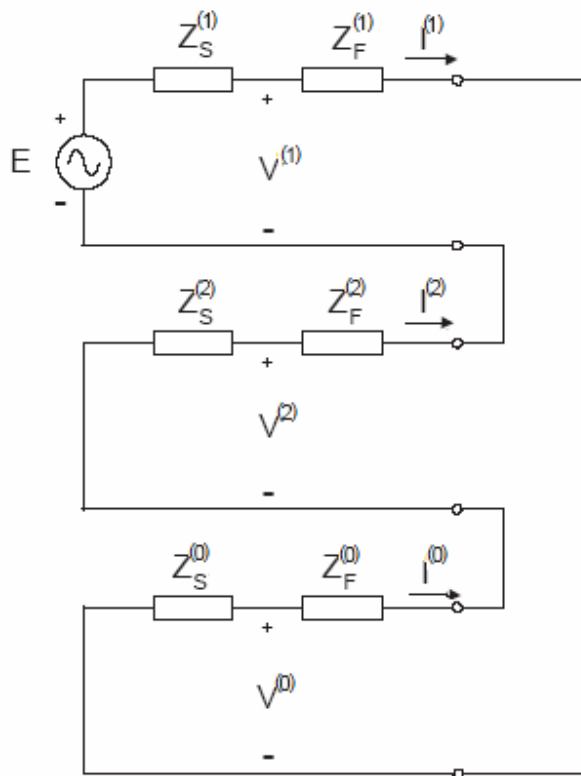 Z_S^(1) Z_F^(1) I^(1)
+ +
E V^(1)
- -
Z_S^(2) Z_F^(2) I^(2)
+
V^(2)
-
Z_S^(0) Z_F^(0) I^(0)
+
V^(0)
-